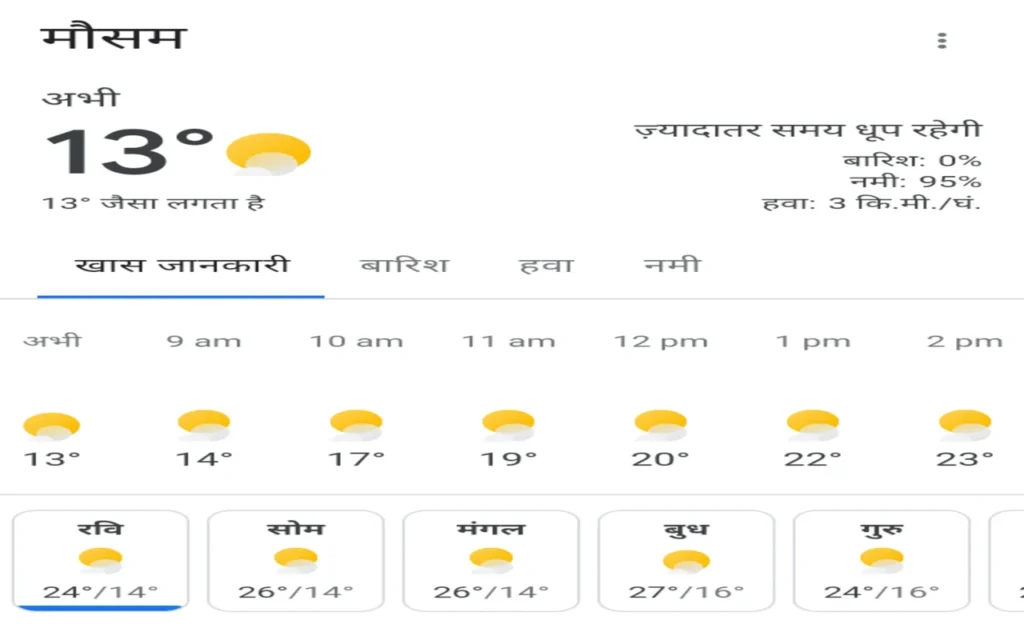 मौसम
अभी
13°
13° जैसा लगता है
ज़्यादातर समय धूप रहेगी
बारिश: 0%
नमी: 95%
हवा: 3 कि.मी./घं.
खास जानकारी बारिश हवा नमी
अभी 9 am 10 am 11 am 12 pm 1 pm 2 pm
13° 14° 17° 19° 20° 22° 23°
रवि सोम मंगल बुध गुरु
24°/14° 26°/14° 26°/14° 27°/16° 24°/16°